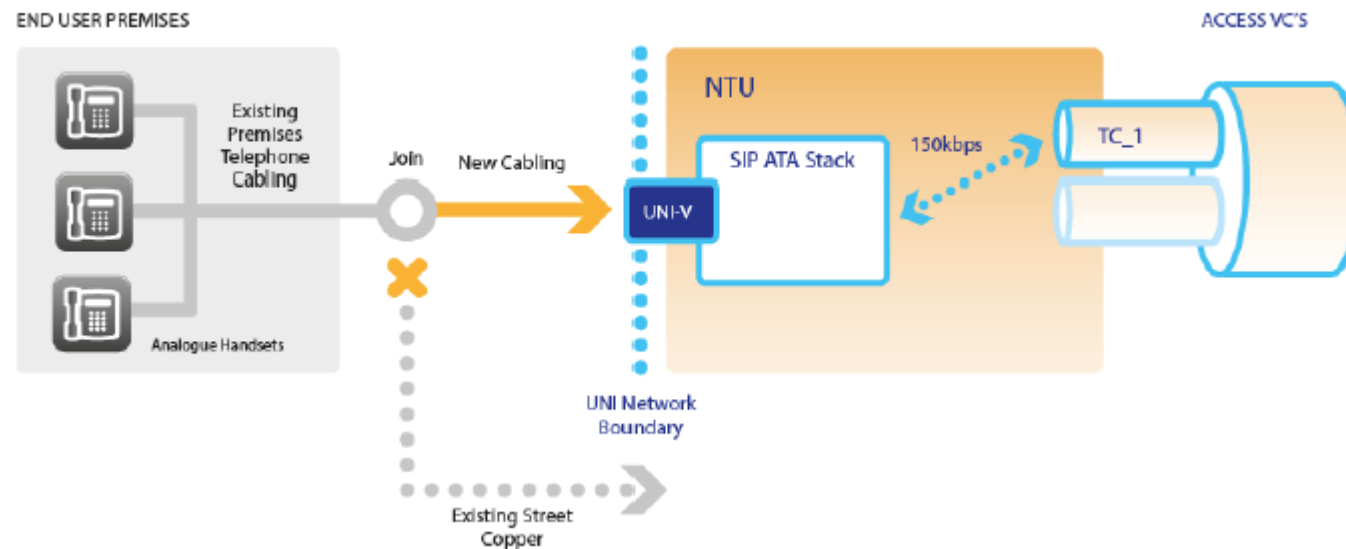 END USER PREMISES
ACCESS VC'S
Existing
Premises
Telephone
Cabling
Analogue Handsets
Join
New Cabling
NTU
SIP ATA Stack
UNI-V
150kbps
TC_1
UNI Network
Boundary
Existing Street
Copper